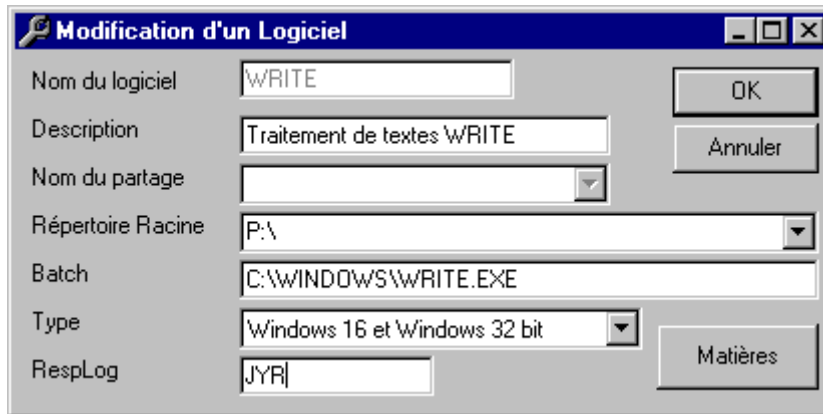 Modification d'un Logiciel
Nom du logiciel WRITE OK
Description Traitement de textes WRITE Annuler
Nom du partage
Répertoire Racine P:\
Batch C:\WINDOWS\WRITE.EXE
Type Windows 16 et Windows 32 bit
RespLog JYR Matières